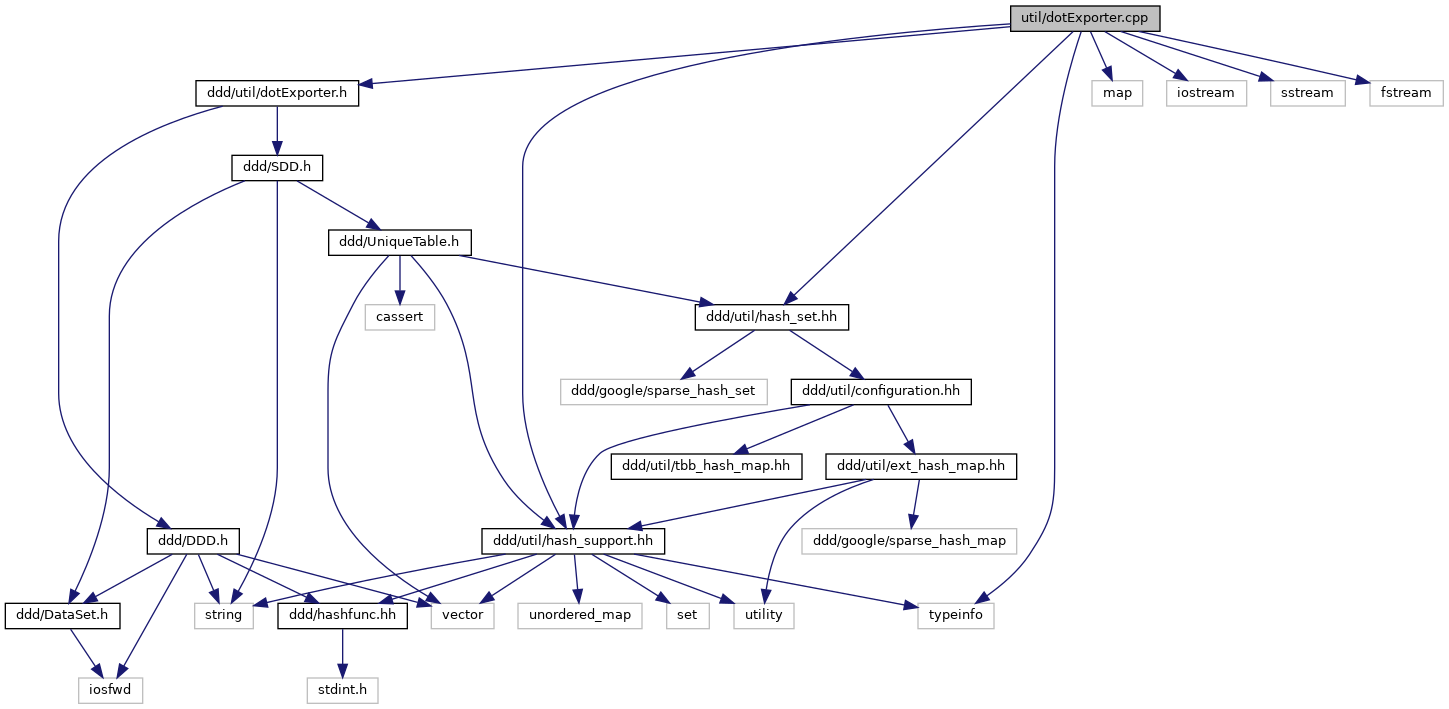 util/dotExporter.cpp
ddd/util/dotExporter.h
map
iostream
sstream
fstream
ddd/SDD.h
ddd/UniqueTable.h
cassert
ddd/util/hash_set.hh
ddd/google/sparse_hash_set
ddd/util/configuration.hh
ddd/util/tbb_hash_map.hh
ddd/util/ext_hash_map.hh
ddd/DDD.h
ddd/util/hash_support.hh
ddd/google/sparse_hash_map
ddd/DataSet.h
string
ddd/hashfunc.hh
vector
unordered_map
set
utility
typeinfo
iosfwd
stdint.h